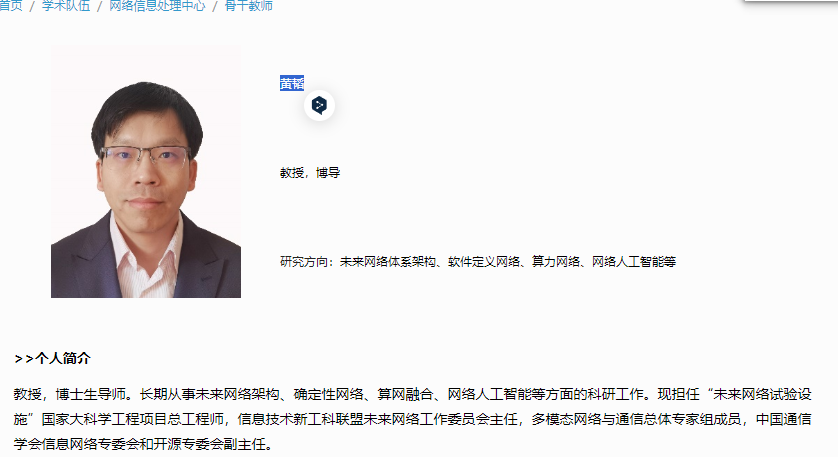 首页 / 学术队伍 / 网络信息处理中心 / 骨干教师
黄韬
教授，博导
研究方向：未来网络体系架构、软件定义网络、算力网络、网络人工智能等
>>个人简介
教授，博士生导师。长期从事未来网络架构、确定性网络、算网融合、网络人工智能等方面的科研工作。现担任“未来网络试验设
施”国家大科学工程项目总工程师，信息技术新工科联盟未来网络工作委员会主任，多模态网络与通信总体专家组成员，中国通信
学会信息网络专委会和开源专委会副主任。